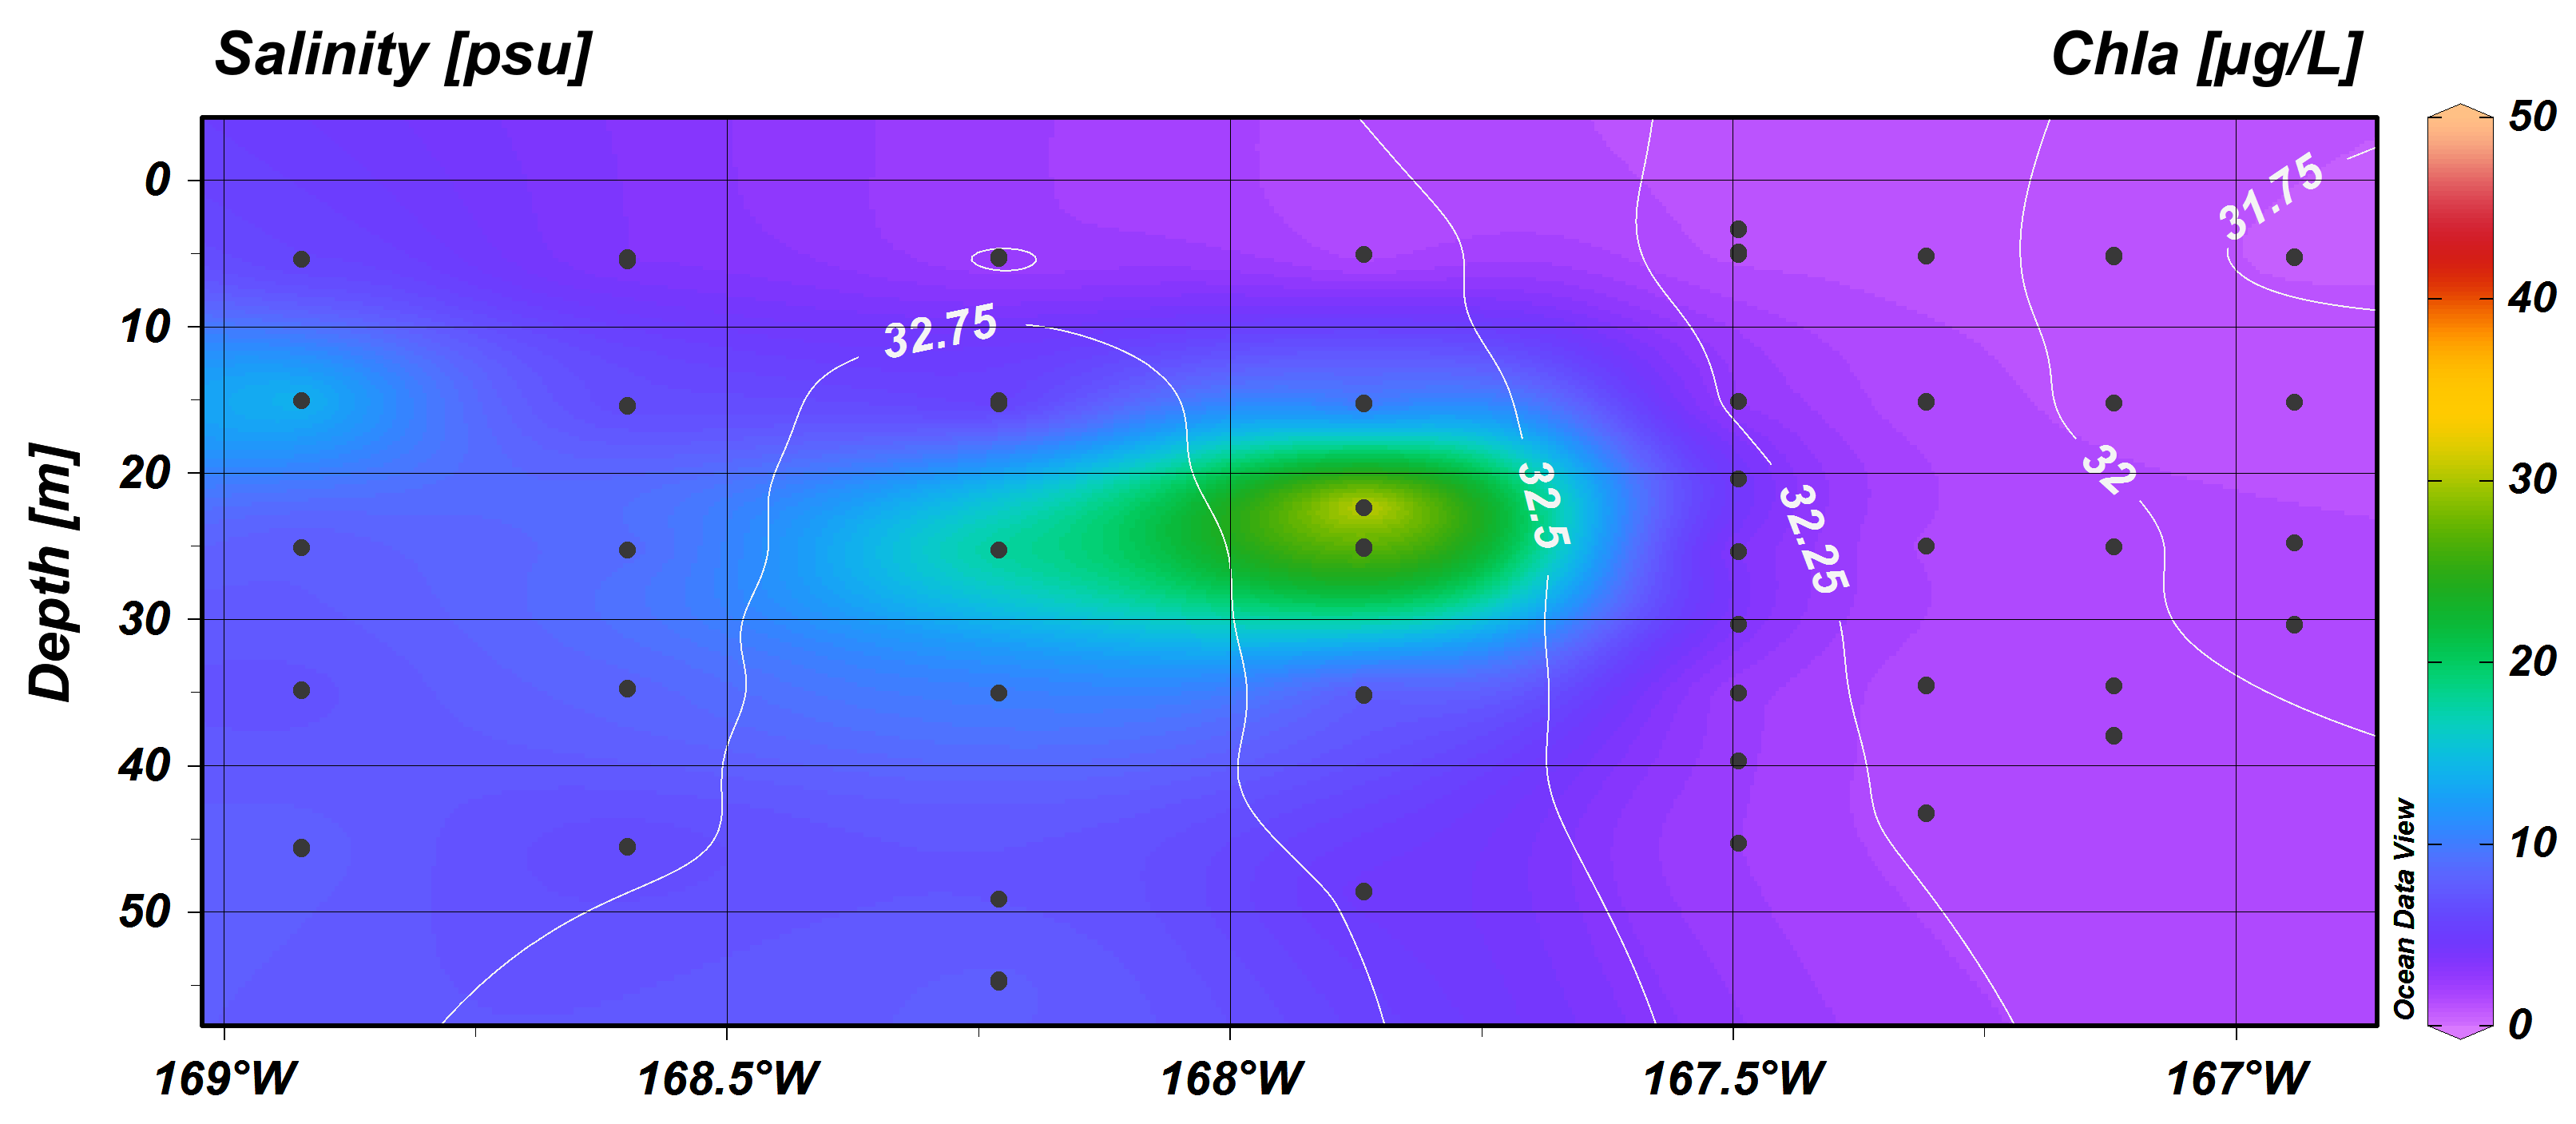 Salinity [psu]
Chla [µg/L]
50
40
30
20
10
0
Depth [m]
0
10
20
30
40
50
32.75
32.5
32.25
32
31.75
Ocean Data View
169°W
168.5°W
168°W
167.5°W
167°W